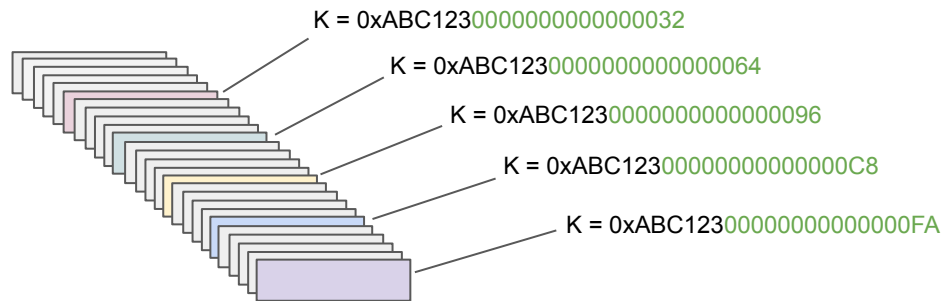 K = 0xABC1230000000000000032
K = 0xABC1230000000000000064
K = 0xABC1230000000000000096
K = 0xABC12300000000000000C8
K = 0xABC12300000000000000FA